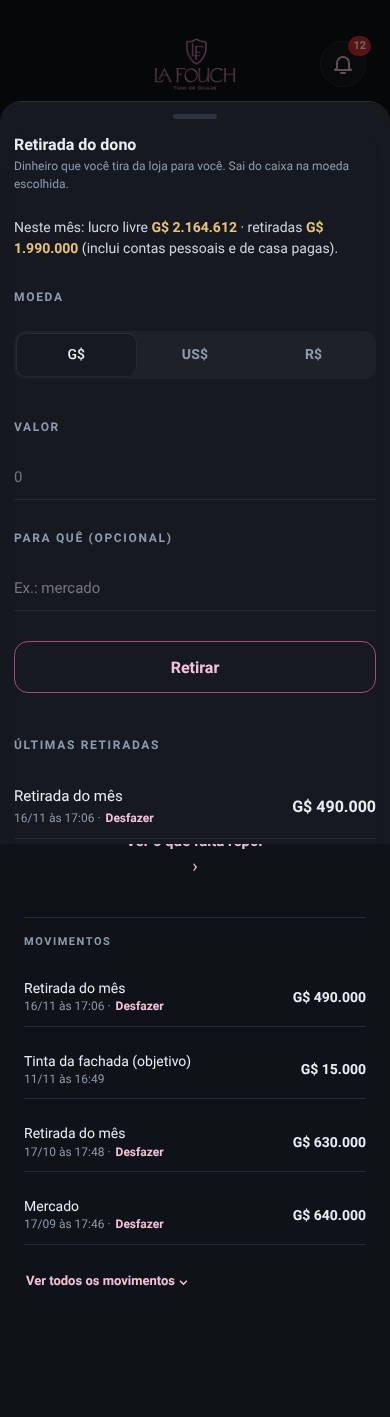 LA FOUCH
12
Retirada do dono
Dinheiro que você tira da loja para você. Sai do caixa na moeda
escolhida.
Neste mês: lucro livre G$ 2.164.612 · retiradas G$
1.990.000 (inclui contas pessoais e de casa pagas).
MOEDA
G$ US$ R$
VALOR
0
PARA QUÊ (OPCIONAL)
Ex.: mercado
Retirar
ÚLTIMAS RETIRADAS
Retirada do mês
G$ 490.000
16/11 às 17:06 · Desfazer
Ver o que falta repor
›
MOVIMENTOS
Retirada do mês
G$ 490.000
16/11 às 17:06 · Desfazer
Tinta da fachada (objetivo)
G$ 15.000
11/11 às 16:49
Retirada do mês
G$ 630.000
17/10 às 17:48 · Desfazer
Mercado
G$ 640.000
17/09 às 17:46 · Desfazer
Ver todos os movimentos